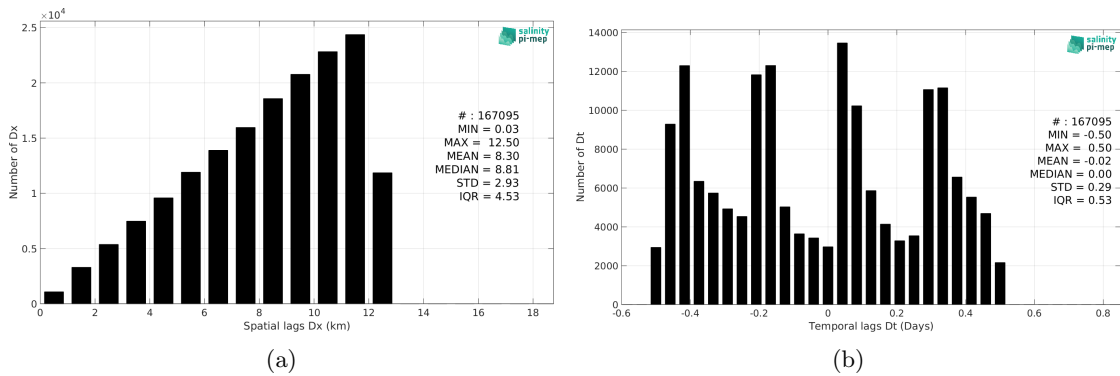 ×10⁴
2.5
2
1.5
1
0.5
0
Number of Dx
0 2 4 6 8 10 12 14 16 18
Spatial lags Dx (km)
salinity
pi-mep
# : 167095
MIN = 0.03
MAX = 12.50
MEAN = 8.30
MEDIAN = 8.81
STD = 2.93
IQR = 4.53
(a)
14000
12000
10000
8000
6000
4000
2000
0
Number of Dt
-0.6 -0.4 -0.2 0 0.2 0.4 0.6 0.8
Temporal lags Dt (Days)
salinity
pi-mep
# : 167095
MIN = -0.50
MAX = 0.50
MEAN = -0.02
MEDIAN = 0.00
STD = 0.29
IQR = 0.53
(b)